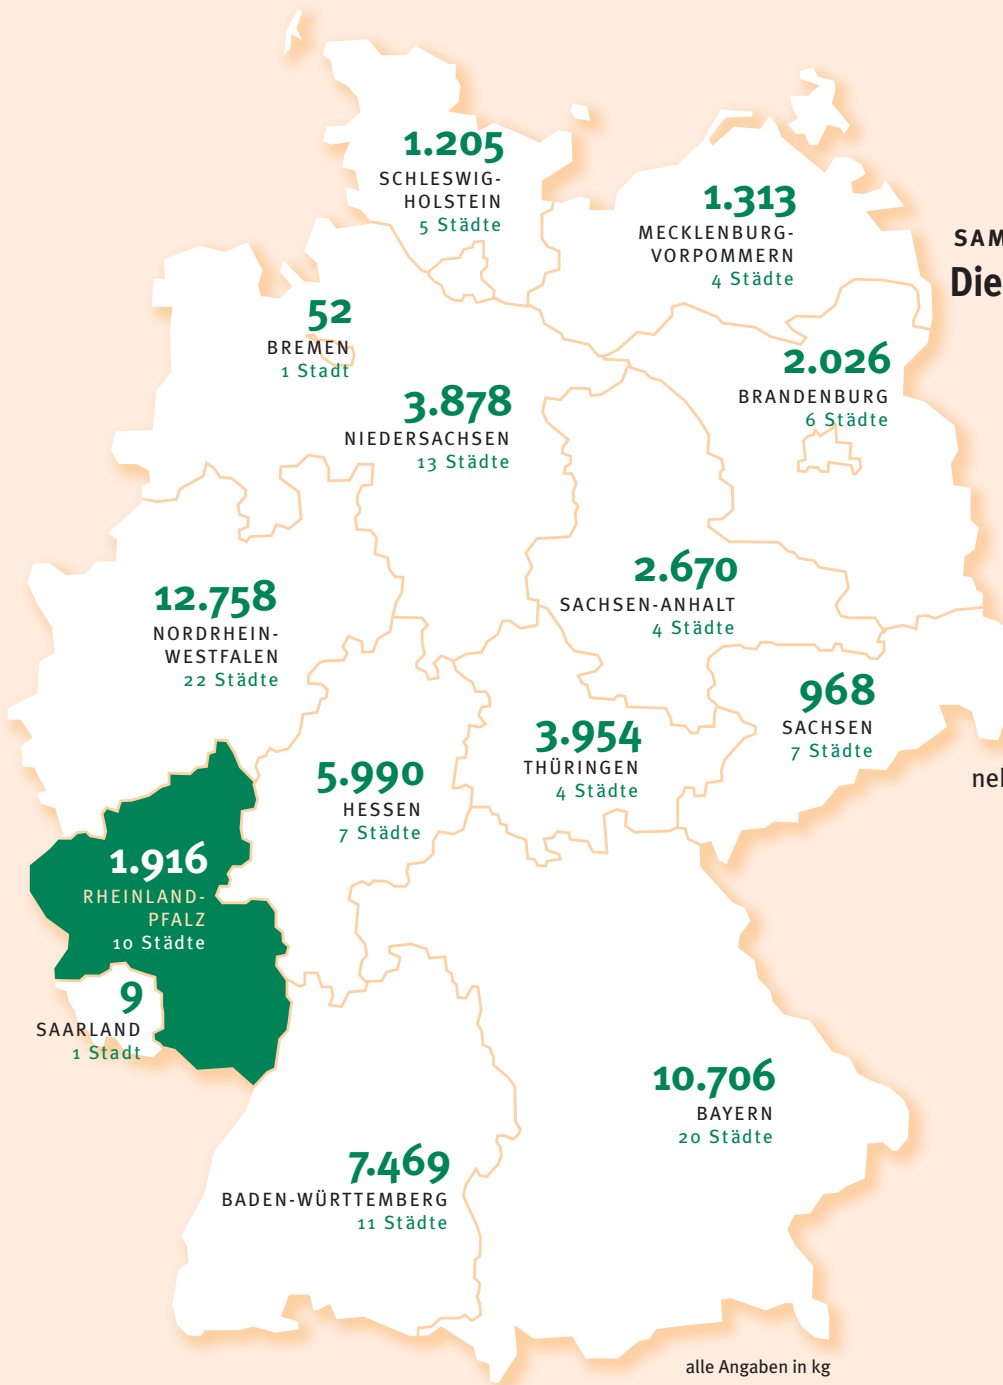 1.205
SCHLESWIG-
HOLSTEIN
5 Städte
1.313
MECKLENBURG-
VORPOMMERN
4 Städte
SAM
Die
52
BREMEN
1 Stadt
2.026
BRANDENBURG
6 Städte
3.878
NIEDERSACHSEN
13 Städte
12.758
NORDRHEIN-
WESTFALEN
22 Städte
2.670
SACHSEN-ANHALT
4 Städte
968
SACHSEN
7 Städte
3.954
THÜRINGEN
4 Städte
5.990
HESSEN
7 Städte
1.916
RHEINLAND-
PFALZ
10 Städte
9
SAARLAND
1 Stadt
10.706
BAYERN
20 Städte
7.469
BADEN-WÜRTTEMBERG
11 Städte
alle Angaben in kg